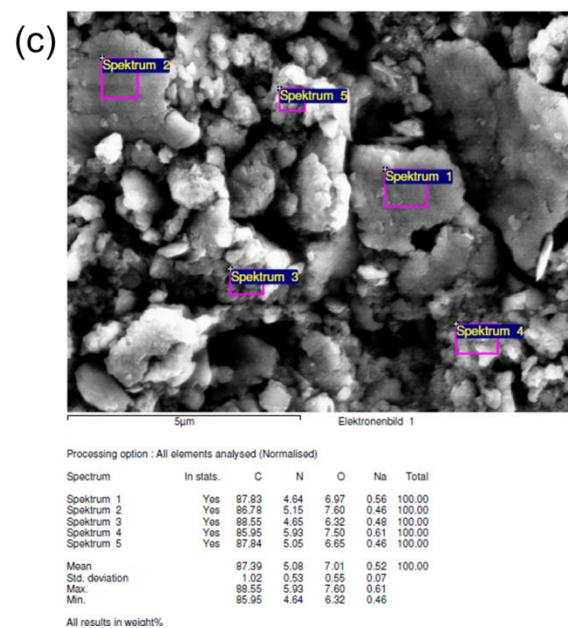 (c)
Spektrum 2
Spektrum 5
Spektrum 1
Spektrum 3
Spektrum 4
5µm Elektronenbild 1
Processing option : All elements analysed (Normalised)
Spectrum In stats. C N O Na Total
Spektrum 1 Yes 87.83 4.64 6.97 0.56 100.00
Spektrum 2 Yes 86.78 5.15 7.60 0.46 100.00
Spektrum 3 Yes 88.55 4.65 6.32 0.48 100.00
Spektrum 4 Yes 85.95 5.93 7.50 0.61 100.00
Spektrum 5 Yes 87.84 5.05 6.65 0.46 100.00
Mean 87.39 5.08 7.01 0.52 100.00
Std. deviation 1.02 0.53 0.55 0.07
Max. 88.55 5.93 7.60 0.61
Min. 85.95 4.64 6.32 0.46
All results in weight%